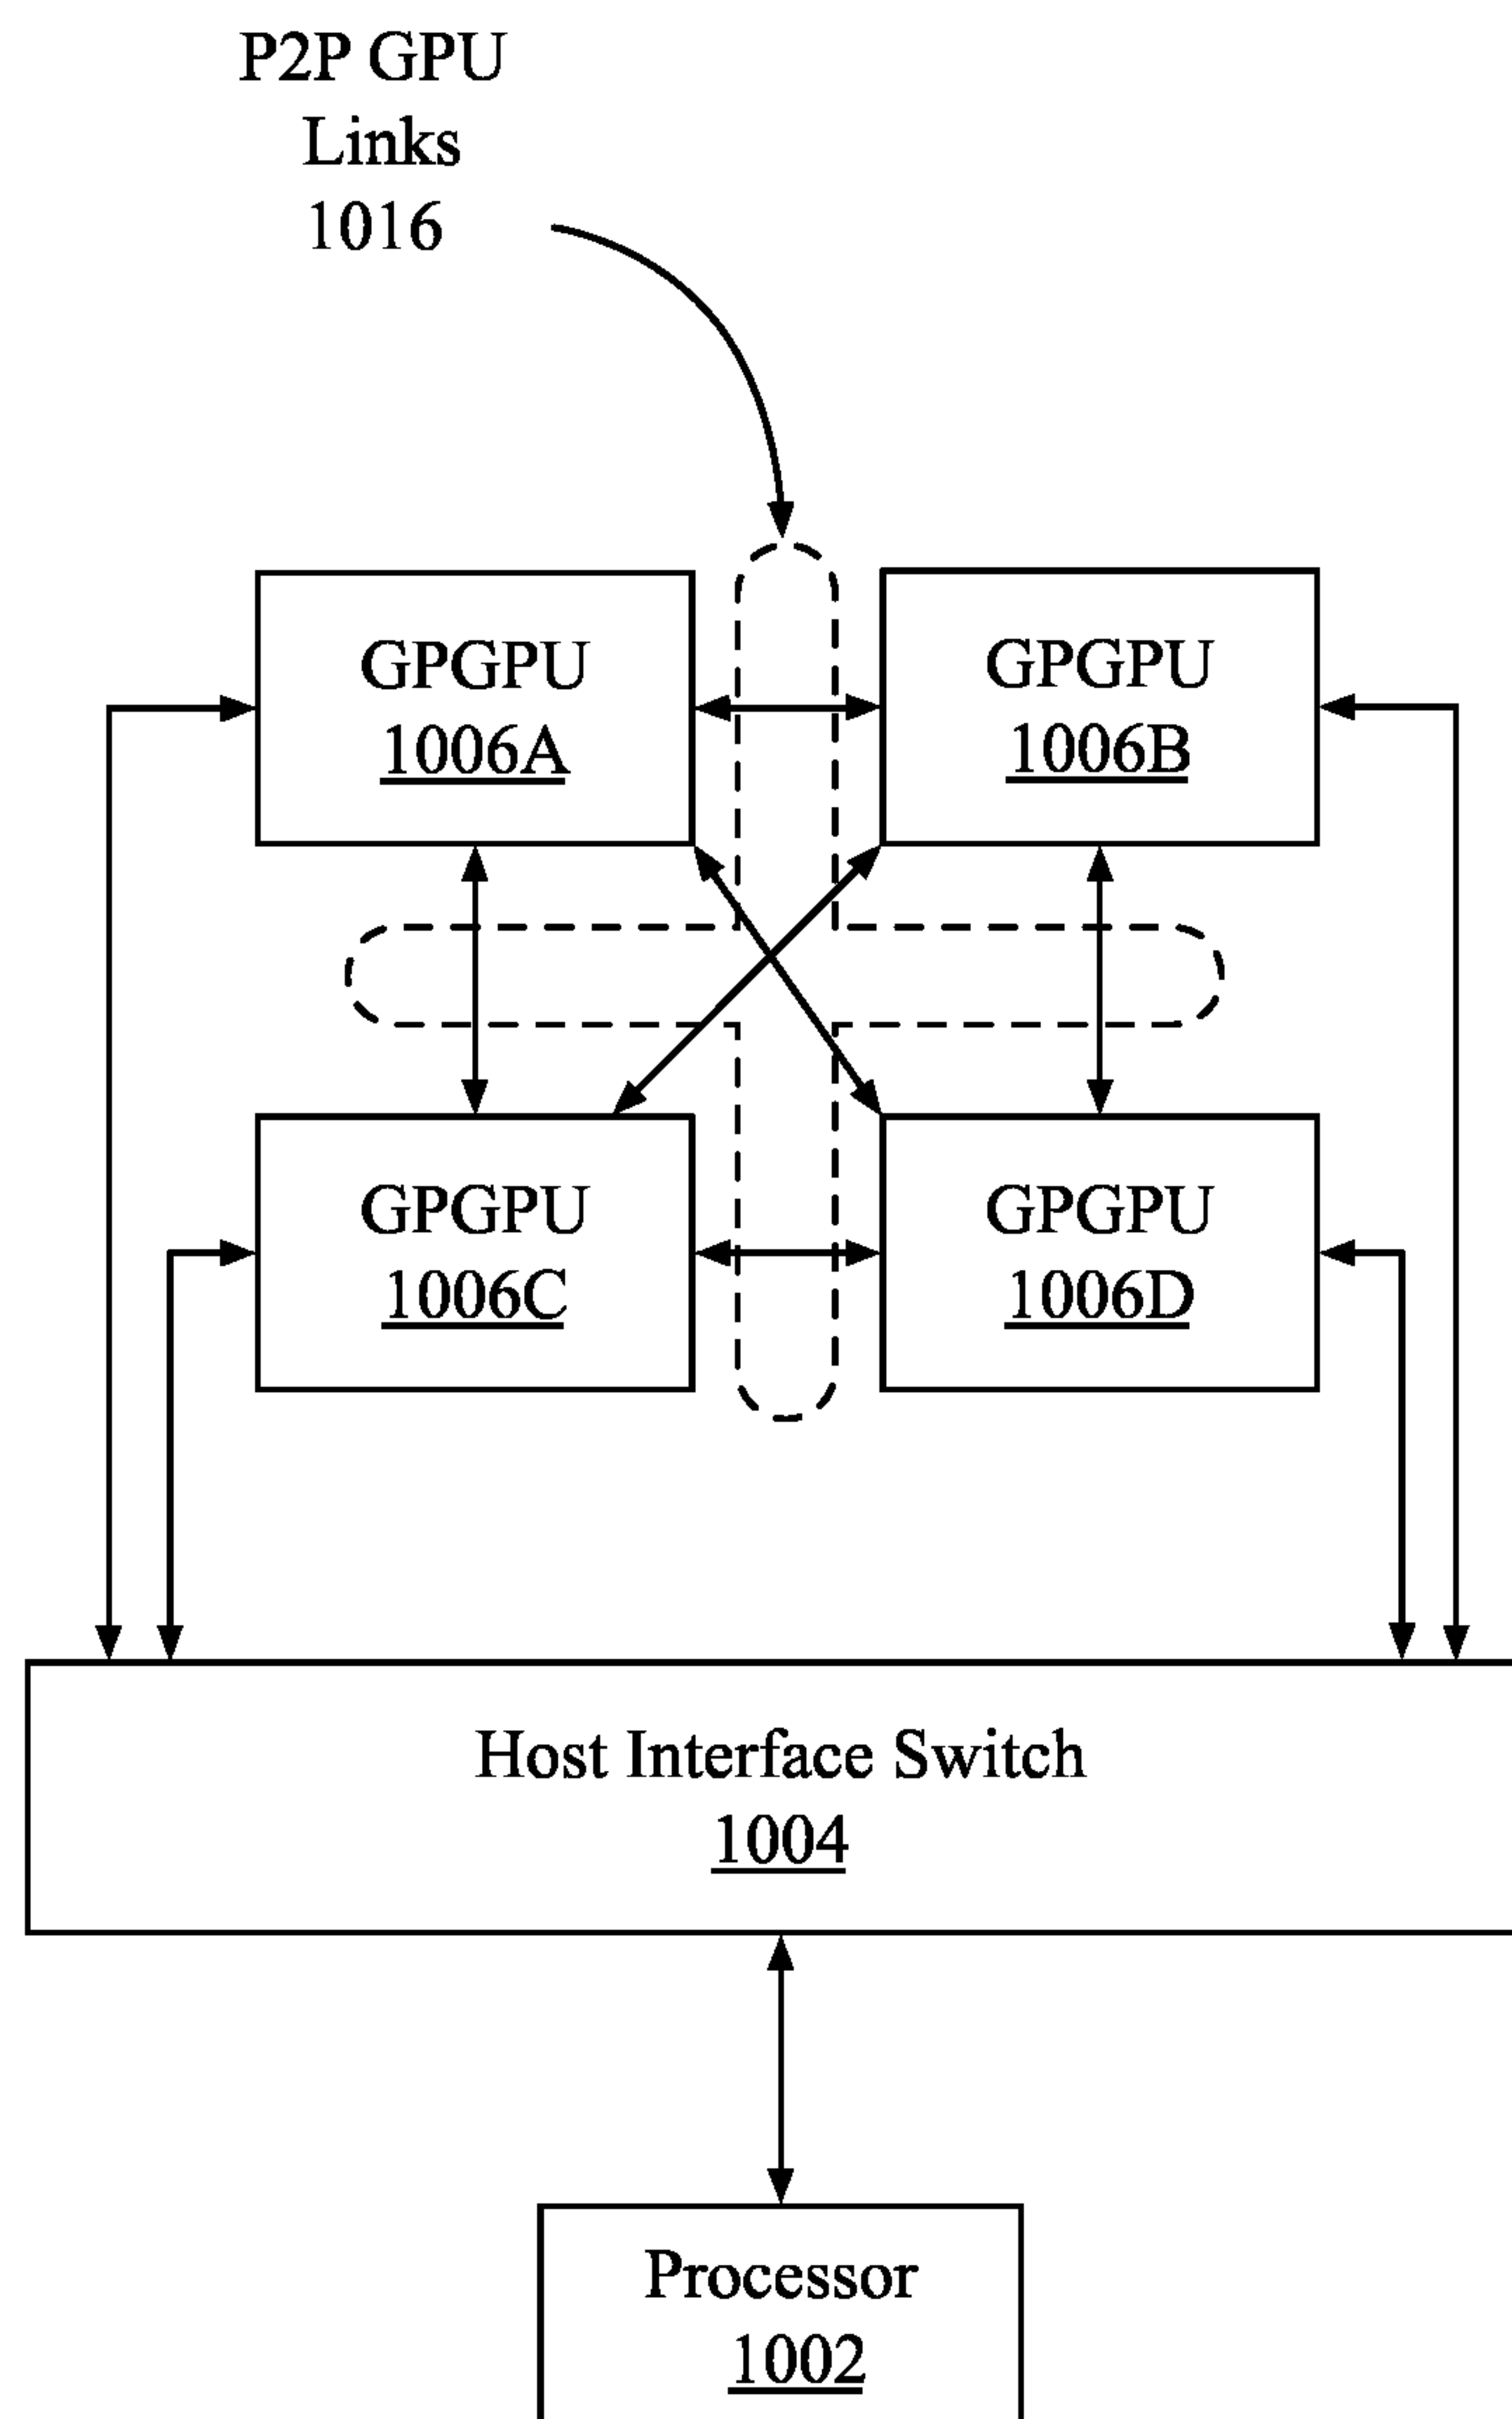 P2P GPU
Links
1016
GPGPU
1006A
GPGPU
1006B
GPGPU
1006C
GPGPU
1006D
Host Interface Switch
1004
Processor
1002